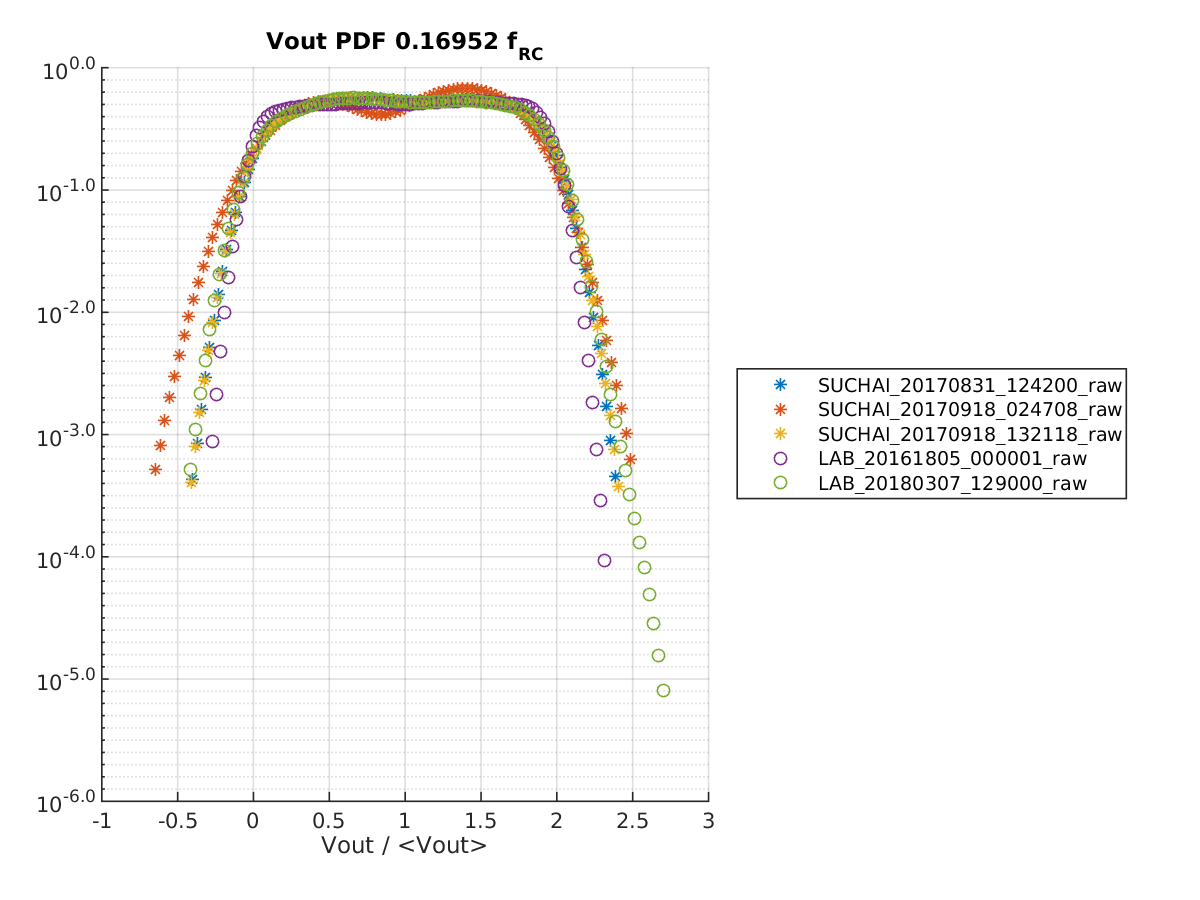 Vout PDF 0.16952 f_RC
10^0.0
10^-1.0
10^-2.0
10^-3.0
10^-4.0
10^-5.0
10^-6.0
-1 -0.5 0 0.5 1 1.5 2 2.5 3
Vout / <Vout>
SUCHAI_20170831_124200_raw
SUCHAI_20170918_024708_raw
SUCHAI_20170918_132118_raw
LAB_20161805_000001_raw
LAB_20180307_129000_raw